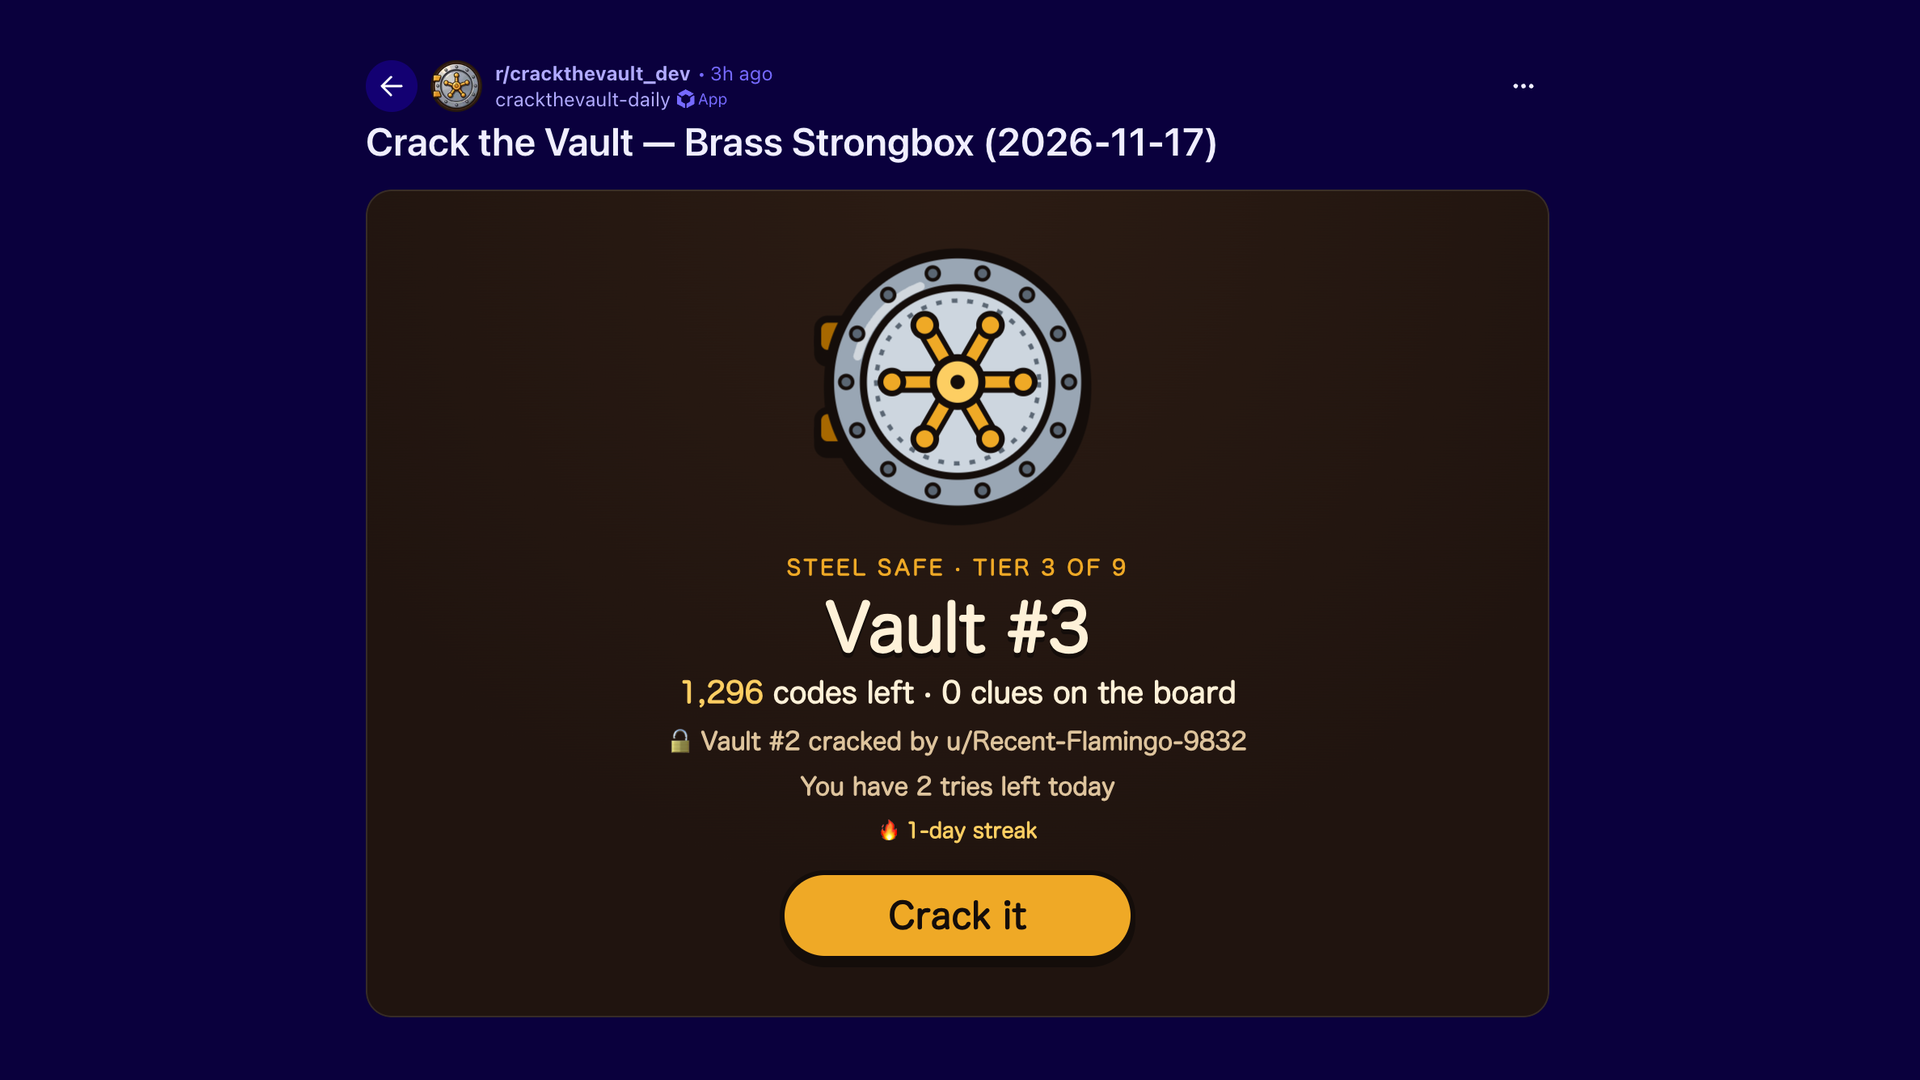 r/crackthevault_dev • 3h ago
crackthevault-daily App
Crack the Vault — Brass Strongbox (2026-11-17)
STEEL SAFE · TIER 3 OF 9
Vault #3
1,296 codes left · 0 clues on the board
🔓 Vault #2 cracked by u/Recent-Flamingo-9832
You have 2 tries left today
🔥 1-day streak
Crack it